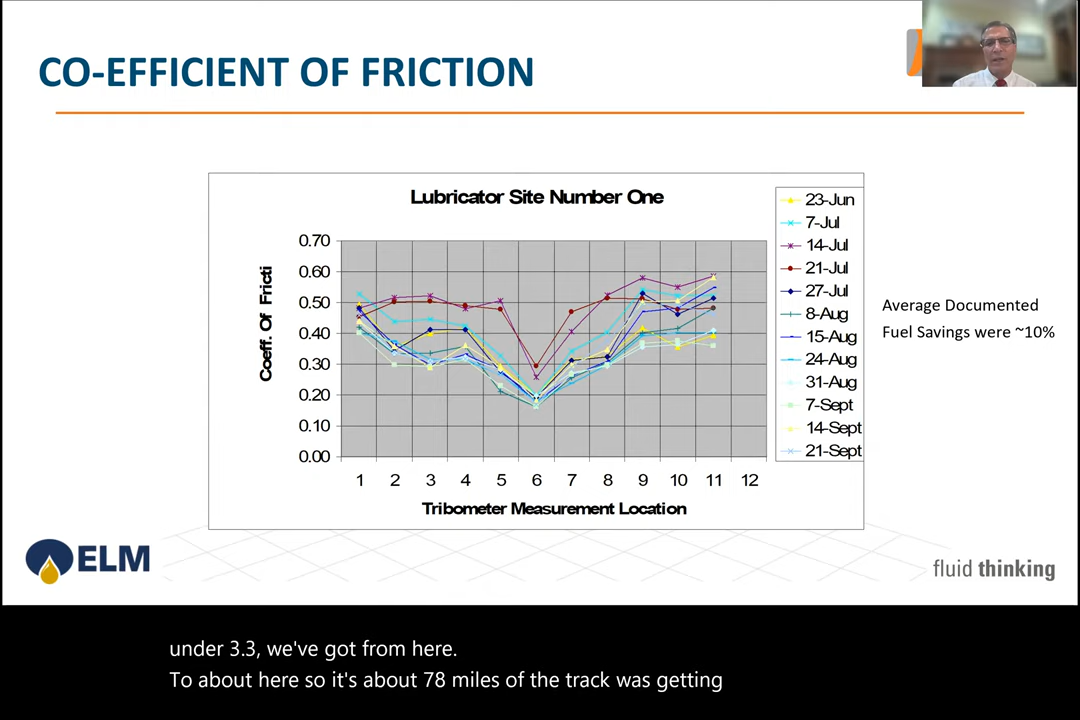 CO-EFFICIENT OF FRICTION
Lubricator Site Number One
0.70
0.60
0.50
0.40
0.30
0.20
0.10
0.00
Coeff. Of Fricti
1 2 3 4 5 6 7 8 9 10 11 12
Tribometer Measurement Location
23-Jun
7-Jul
14-Jul
21-Jul
27-Jul
8-Aug
15-Aug
24-Aug
31-Aug
7-Sept
14-Sept
21-Sept
Average Documented
Fuel Savings were ~10%
ELM
fluid thinking
under 3.3, we've got from here.
To about here so it's about 78 miles of the track was getting